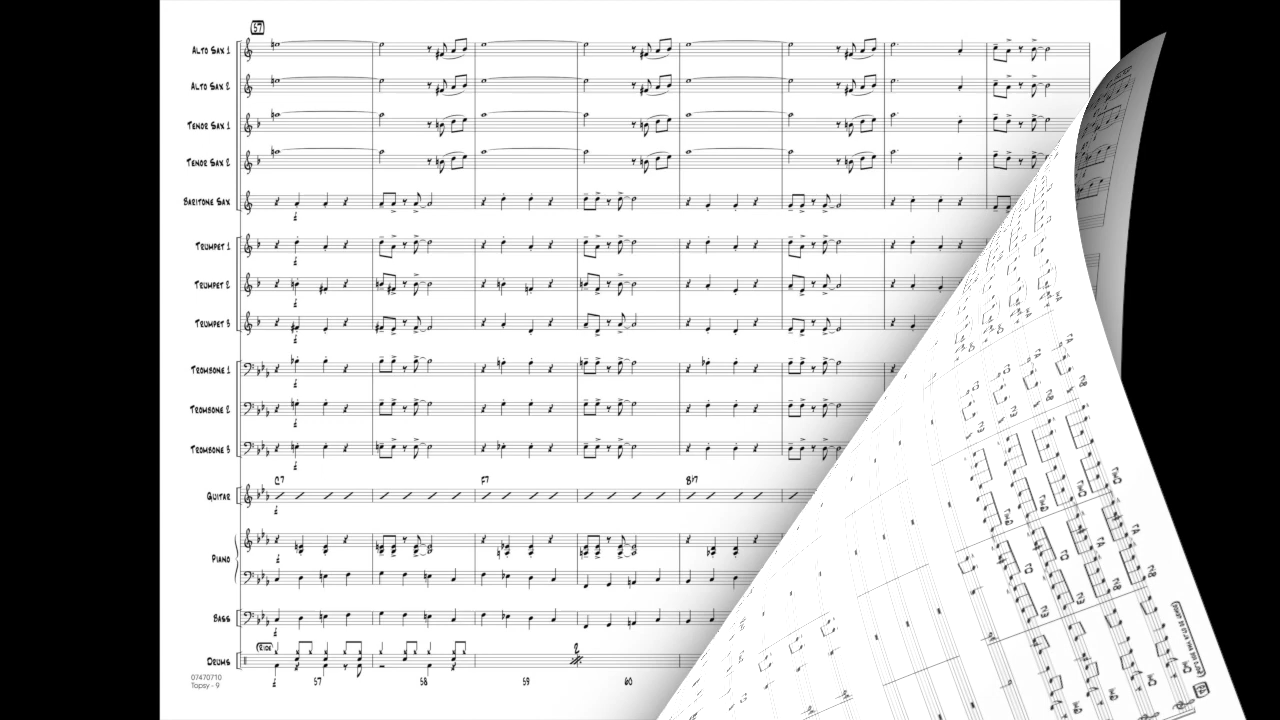 57
ALTO SAX 1
ALTO SAX 2
TENOR SAX 1
TENOR SAX 2
BARITONE SAX
TRUMPET 1
TRUMPET 2
TRUMPET 3
TROMBONE 1
TROMBONE 2
TROMBONE 3
GUITAR
C7 F7 B♭7
PIANO
BASS
DRUMS
RIDE
2
07470710
Topsy - 9
57 58 59 60